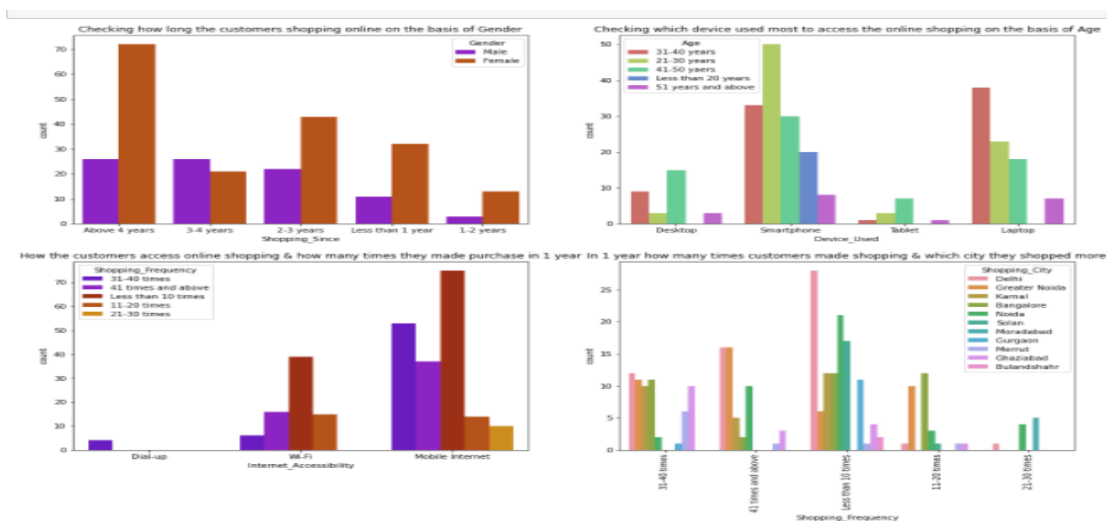 Checking how long the customers shopping online on the basis of Gender
Gender
Male
Female
70
60
50
40
30
20
10
0
count
Above 4 years
3-4 years
2-3 years
Less than 1 year
1-2 years
Shopping_Since
Checking which device used most to access the online shopping on the basis of Age
Age
31-40 years
21-30 years
41-50 yaers
Less than 20 years
51 years and above
50
40
30
20
10
0
count
Desktop
Smartphone
Tablet
Laptop
Device_Used
How the customers access online shopping & how many times they made purchase in 1 year
Shopping_Frequency
31-40 times
41 times and above
Less than 10 times
11-20 times
21-30 times
70
60
50
40
30
20
10
0
count
Dial-up
Wi-Fi
Mobile Internet
Internet_Accessibility
In 1 year how many times customers made shopping & which city they shopped more
Shopping_City
Delhi
Greater Noida
Karnal
Bangalore
Noida
Solan
Moradabad
Gurgaon
Merrut
Ghaziabad
Bulandshahr
25
20
15
10
5
0
count
31-40 times
41 times and above
Less than 10 times
11-20 times
21-30 times
Shopping_Frequency